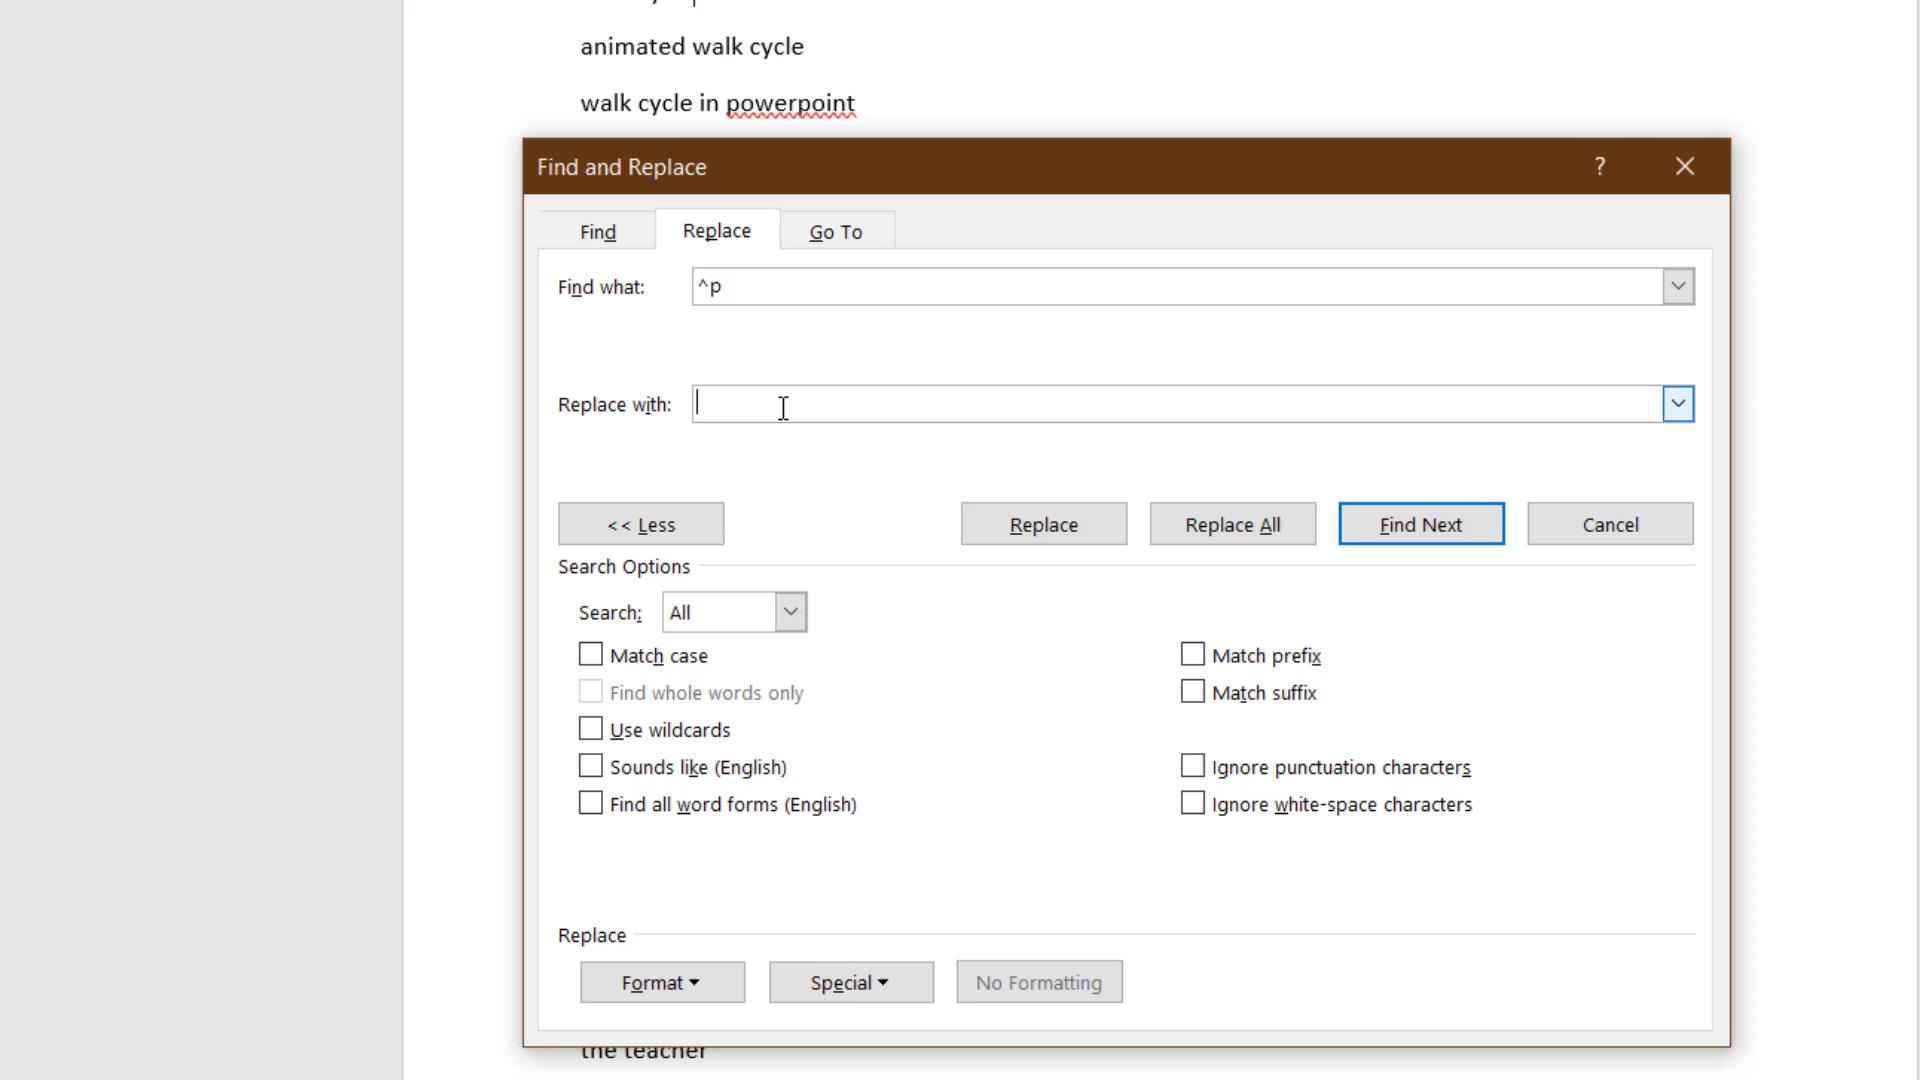 animated walk cycle
walk cycle in powerpoint
Find and Replace
?
Find
Replace
Go To
Find what:
^p
Replace with:
<< Less
Replace
Replace All
Find Next
Cancel
Search Options
Search:
All
Match case
Match prefix
Find whole words only
Match suffix
Use wildcards
Sounds like (English)
Ignore punctuation characters
Find all word forms (English)
Ignore white-space characters
Replace
Format
Special
No Formatting
the teacher